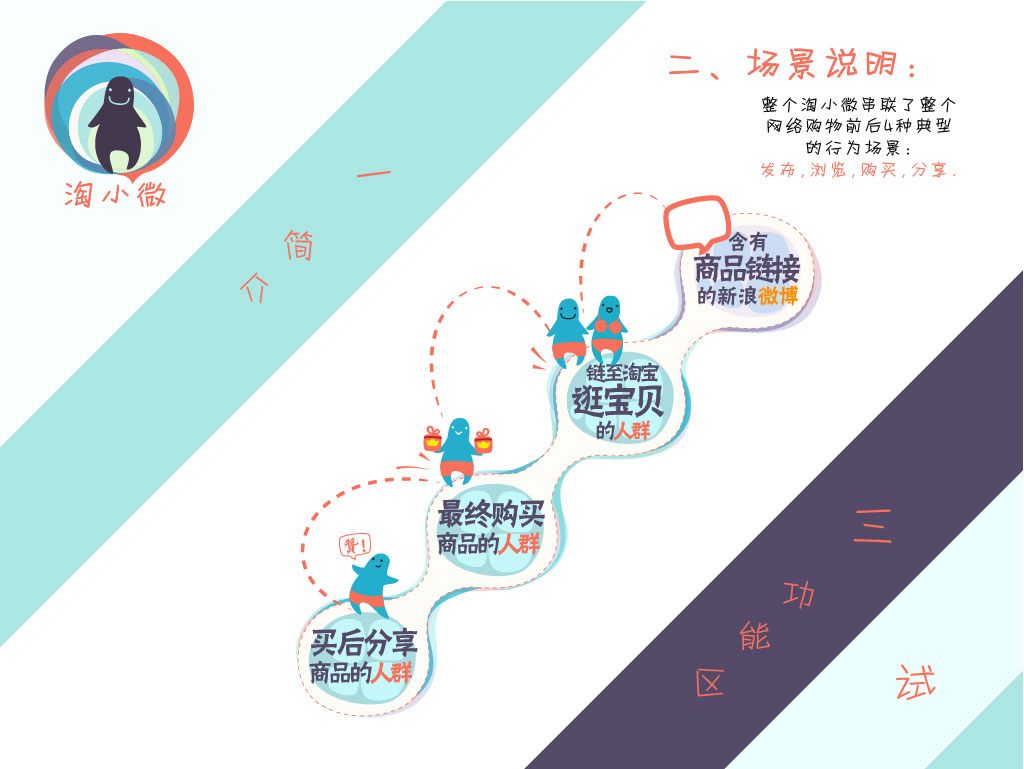 淘小微
一
简
介
二、场景说明：
整个淘小微串联了整个
网络购物前后4种典型
的行为场景：
发布,浏览,购买,分享.
含有
商品链接
的新浪微博
链至淘宝
逛宝贝
的人群
最终购买
商品的人群
赞！
买后分享
商品的人群
三
功
能
区
试